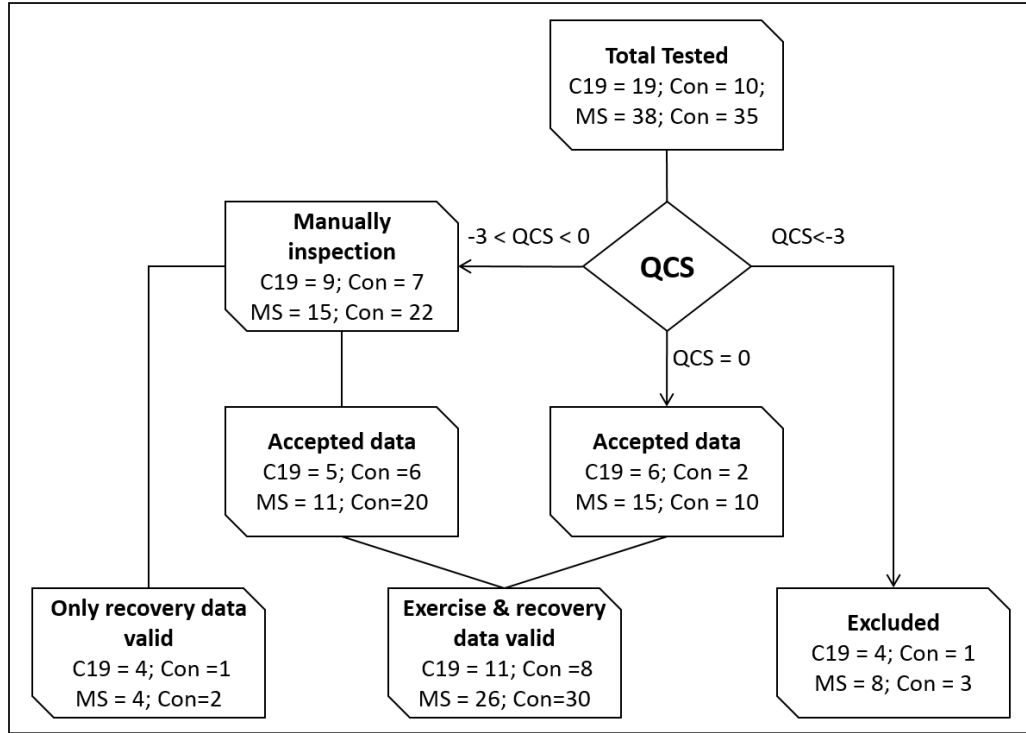 Total Tested
C19 = 19; Con = 10;
MS = 38; Con = 35
Manually
inspection
C19 = 9; Con = 7
MS = 15; Con = 22
-3 < QCS < 0
QCS
QCS<-3
QCS = 0
Accepted data
C19 = 5; Con =6
MS = 11; Con=20
Accepted data
C19 = 6; Con = 2
MS = 15; Con = 10
Only recovery data
valid
C19 = 4; Con =1
MS = 4; Con=2
Exercise & recovery
data valid
C19 = 11; Con =8
MS = 26; Con=30
Excluded
C19 = 4; Con = 1
MS = 8; Con = 3